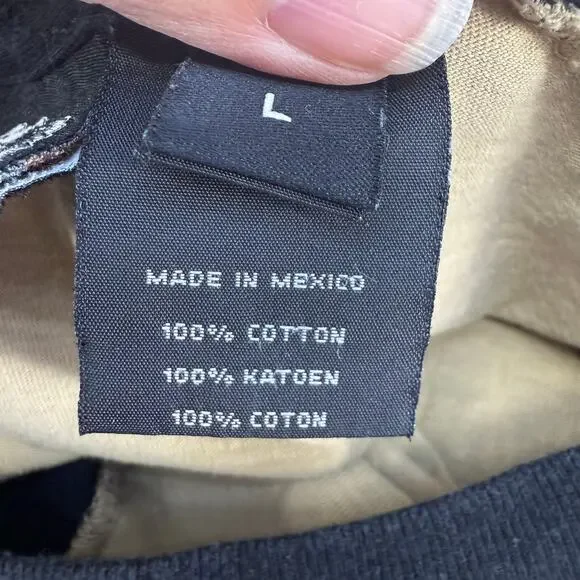 L
MADE IN MEXICO
100% COTTON
100% KATOEN
100% COTON